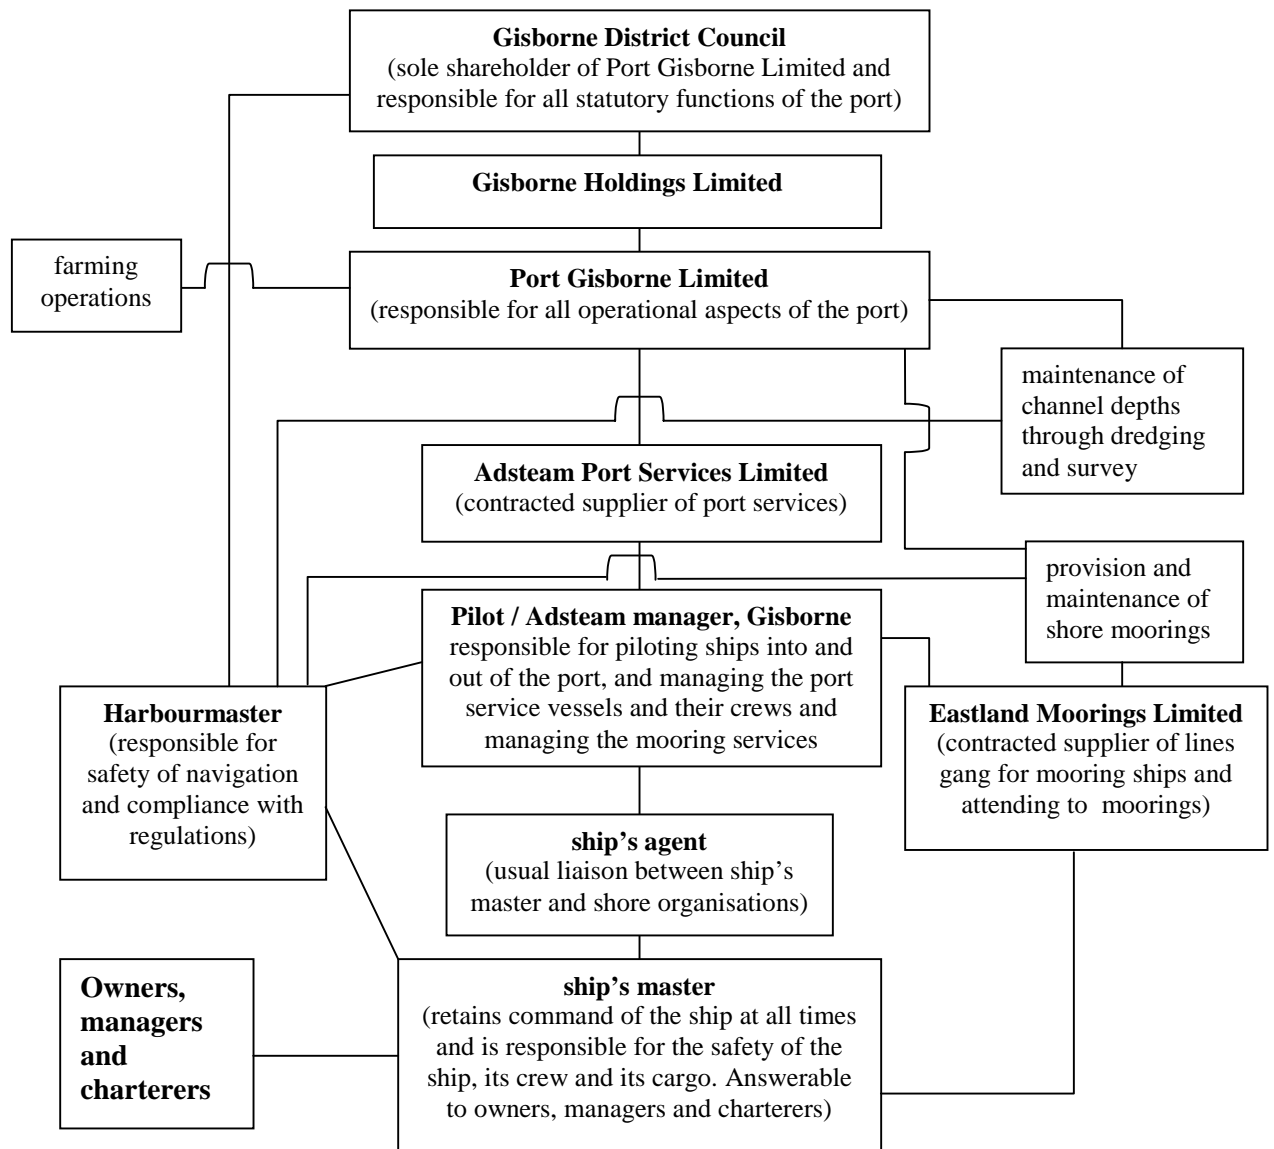 Gisborne District Council
(sole shareholder of Port Gisborne Limited and
responsible for all statutory functions of the port)
Gisborne Holdings Limited
farming
operations
Port Gisborne Limited
(responsible for all operational aspects of the port)
maintenance of
channel depths
through dredging
and survey
Adsteam Port Services Limited
(contracted supplier of port services)
provision and
maintenance of
shore moorings
Pilot / Adsteam manager, Gisborne
responsible for piloting ships into and
out of the port, and managing the port
service vessels and their crews and
managing the mooring services
Harbourmaster
(responsible for
safety of navigation
and compliance with
regulations)
Eastland Moorings Limited
(contracted supplier of lines
gang for mooring ships and
attending to moorings)
ship’s agent
(usual liaison between ship’s
master and shore organisations)
Owners,
managers
and
charterers
ship’s master
(retains command of the ship at all times
and is responsible for the safety of the
ship, its crew and its cargo. Answerable
to owners, managers and charterers)